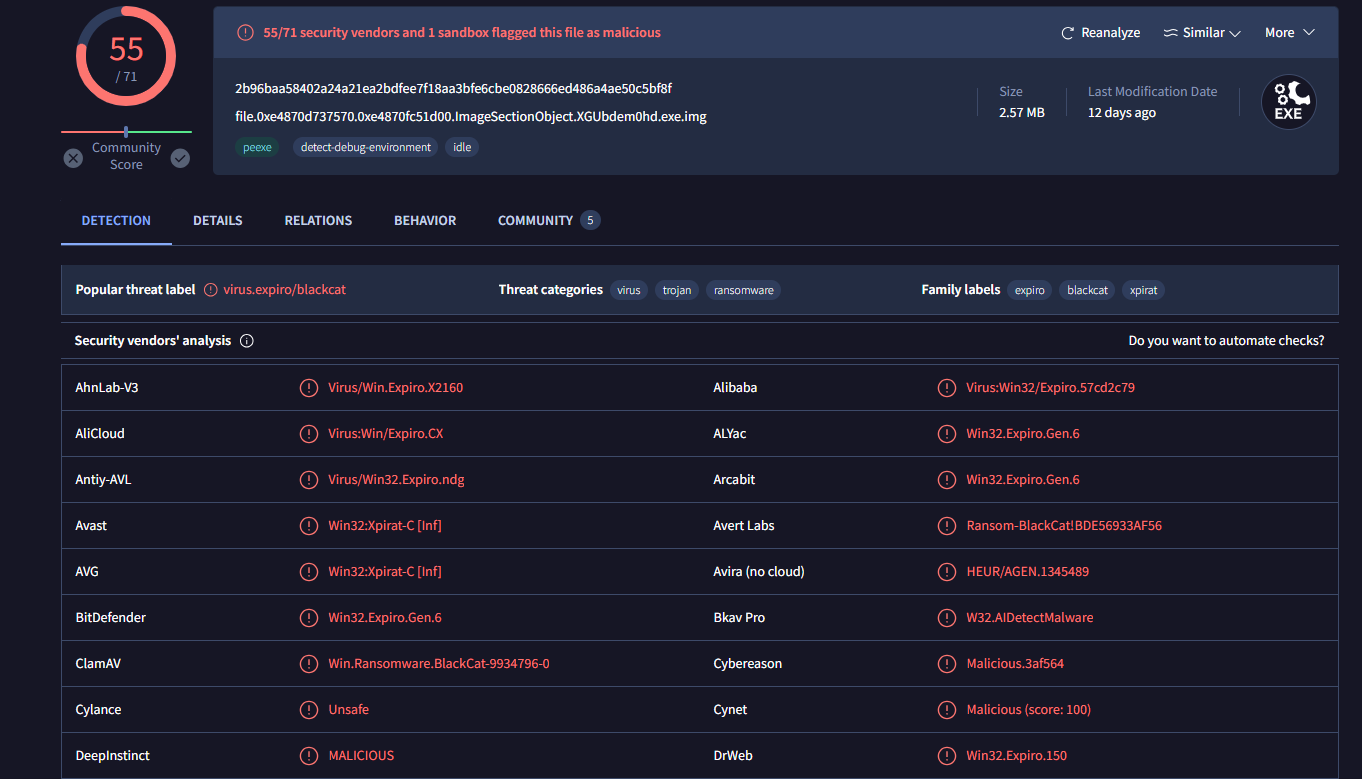 55
/ 71
Community
Score
55/71 security vendors and 1 sandbox flagged this file as malicious
Reanalyze
Similar
More
2b96baa58402a24a21ea2bdfee7f18aa3bfe6cbe0828666ed486a4ae50c5bf8f
file.0xe4870d737570.0xe4870fc51d00.ImageSectionObject.XGUbdem0hd.exe.img
peexe detect-debug-environment idle
Size
2.57 MB
Last Modification Date
12 days ago
EXE
DETECTION DETAILS RELATIONS BEHAVIOR COMMUNITY 5
Popular threat label virus.expiro/blackcat Threat categories virus trojan ransomware Family labels expiro blackcat xpirat
Security vendors' analysis Do you want to automate checks?
AhnLab-V3 Virus/Win.Expiro.X2160 Alibaba Virus:Win32/Expiro.57cd2c79
AliCloud Virus:Win/Expiro.CX ALYac Win32.Expiro.Gen.6
Antiy-AVL Virus/Win32.Expiro.ndg Arcabit Win32.Expiro.Gen.6
Avast Win32:Xpirat-C [Inf] Avert Labs Ransom-BlackCat!BDE56933AF56
AVG Win32:Xpirat-C [Inf] Avira (no cloud) HEUR/AGEN.1345489
BitDefender Win32.Expiro.Gen.6 Bkav Pro W32.AIDetectMalware
ClamAV Win.Ransomware.BlackCat-9934796-0 Cybereason Malicious.3af564
Cylance Unsafe Cynet Malicious (score: 100)
DeepInstinct MALICIOUS DrWeb Win32.Expiro.150